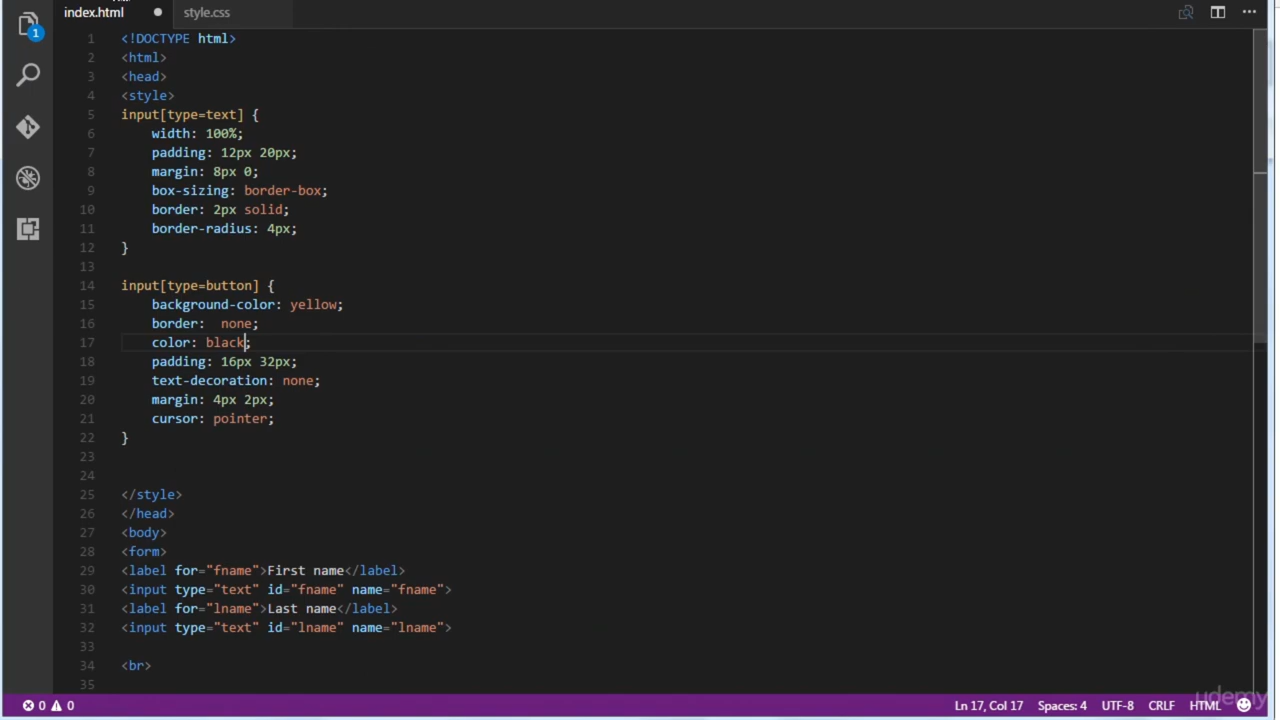 index.html
style.css
1
1 <!DOCTYPE html>
2 <html>
3 <head>
4 <style>
5 input[type=text] {
6 width: 100%;
7 padding: 12px 20px;
8 margin: 8px 0;
9 box-sizing: border-box;
10 border: 2px solid;
11 border-radius: 4px;
12 }
13
14 input[type=button] {
15 background-color: yellow;
16 border:  none;
17 color: black;
18 padding: 16px 32px;
19 text-decoration: none;
20 margin: 4px 2px;
21 cursor: pointer;
22 }
23
24
25 </style>
26 </head>
27 <body>
28 <form>
29 <label for="fname">First name</label>
30 <input type="text" id="fname" name="fname">
31 <label for="lname">Last name</label>
32 <input type="text" id="lname" name="lname">
33
34 <br>
35
0 0 Ln 17, Col 17 Spaces: 4 UTF-8 CRLF HTML
udemy